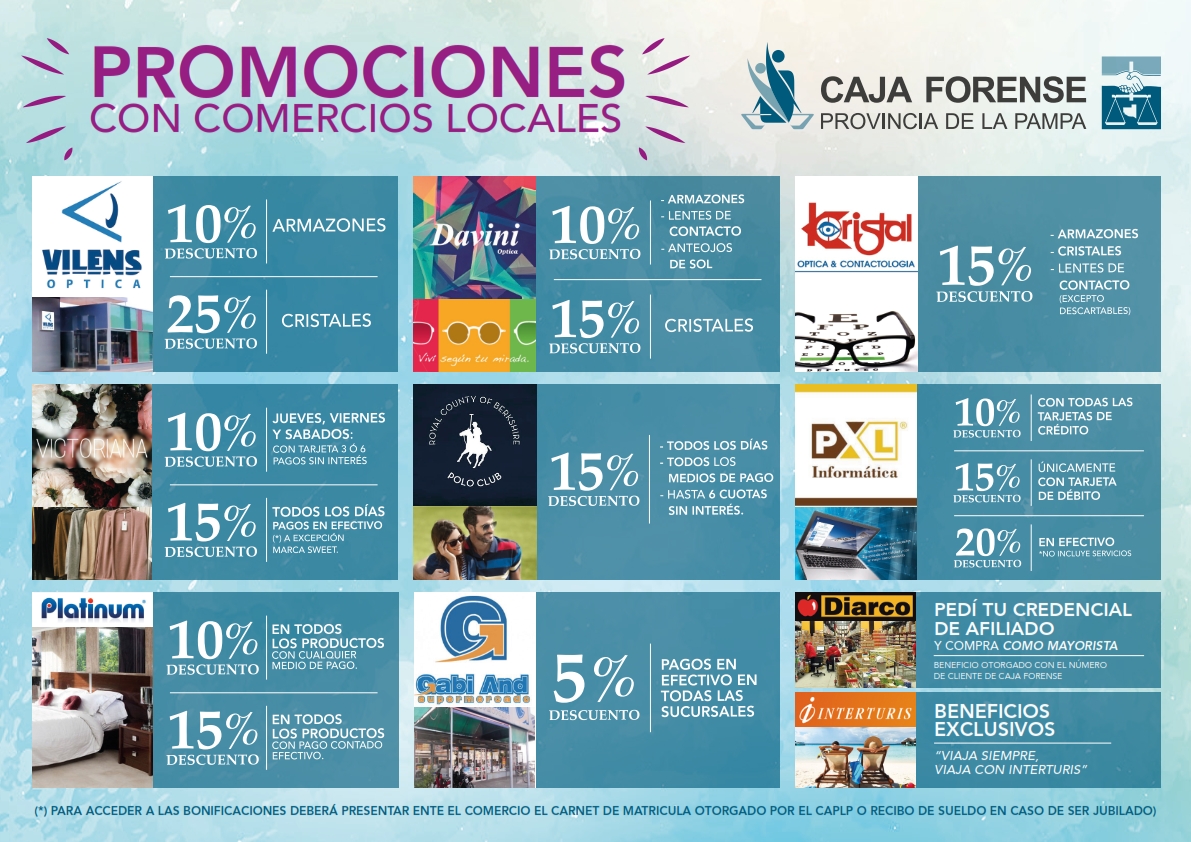 PROMOCIONES
CON COMERCIOS LOCALES
CAJA FORENSE
PROVINCIA DE LA PAMPA
VILENS
OPTICA
10%
DESCUENTO
ARMAZONES
25%
DESCUENTO
CRISTALES
Davini
Optica
Viví según tu mirada.
10%
DESCUENTO
- ARMAZONES
- LENTES DE
CONTACTO
- ANTEOJOS
DE SOL
15%
DESCUENTO
CRISTALES
Kristal
OPTICA & CONTACTOLOGIA
15%
DESCUENTO
- ARMAZONES
- CRISTALES
- LENTES DE
CONTACTO
(EXCEPTO
DESCARTABLES)
VICTORIANA
10%
DESCUENTO
JUEVES, VIERNES
Y SABADOS:
CON TARJETA 3 Ó 6
PAGOS SIN INTERÉS
15%
DESCUENTO
TODOS LOS DÍAS
PAGOS EN EFECTIVO
(*) A EXCEPCIÓN
MARCA SWEET.
ROYAL COUNTY OF BERKSHIRE
POLO CLUB
15%
DESCUENTO
- TODOS LOS DÍAS
- TODOS LOS
MEDIOS DE PAGO
- HASTA 6 CUOTAS
SIN INTERÉS.
PXL®
Informática
10%
DESCUENTO
CON TODAS LAS
TARJETAS DE
CRÉDITO
15%
DESCUENTO
ÚNICAMENTE
CON TARJETA
DE DÉBITO
20%
DESCUENTO
EN EFECTIVO
*NO INCLUYE SERVICIOS
Platinum®
10%
DESCUENTO
EN TODOS
LOS PRODUCTOS
CON CUALQUIER
MEDIO DE PAGO.
15%
DESCUENTO
EN TODOS
LOS PRODUCTOS
CON PAGO CONTADO
EFECTIVO.
Gabi And
supermercado
5%
DESCUENTO
PAGOS EN
EFECTIVO EN
TODAS LAS
SUCURSALES
Diarco
PEDÍ TU CREDENCIAL
DE AFILIADO
Y COMPRA COMO MAYORISTA
BENEFICIO OTORGADO CON EL NÚMERO
DE CLIENTE DE CAJA FORENSE
i INTERTURIS
BENEFICIOS
EXCLUSIVOS
"VIAJA SIEMPRE,
VIAJA CON INTERTURIS"
(*) PARA ACCEDER A LAS BONIFICACIONES DEBERÁ PRESENTAR ENTE EL COMERCIO EL CARNET DE MATRICULA OTORGADO POR EL CAPLP O RECIBO DE SUELDO EN CASO DE SER JUBILADO)